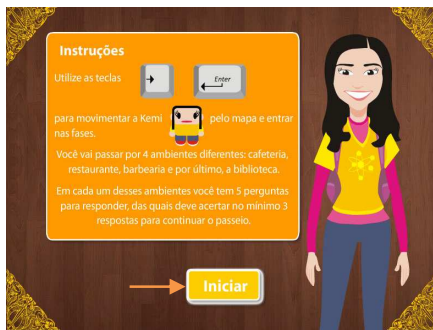 Instruções
Utilize as teclas Enter
para movimentar a Kemi pelo mapa e entrar
nas fases.
Você vai passar por 4 ambientes diferentes: cafeteria,
restaurante, barbearia e por último, a biblioteca.
Em cada um desses ambientes você tem 5 perguntas
para responder, das quais deve acertar no mínimo 3
respostas para continuar o passeio.
Iniciar